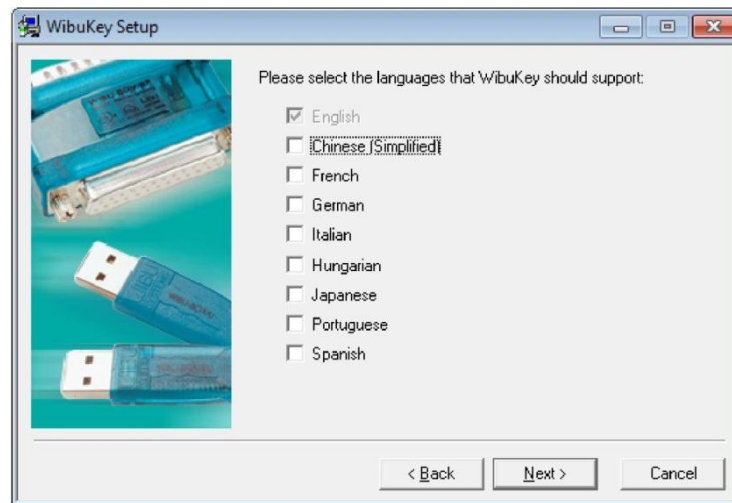 WibuKey Setup
Please select the languages that WibuKey should support:
English
Chinese (Simplified)
French
German
Italian
Hungarian
Japanese
Portuguese
Spanish
< Back
Next >
Cancel